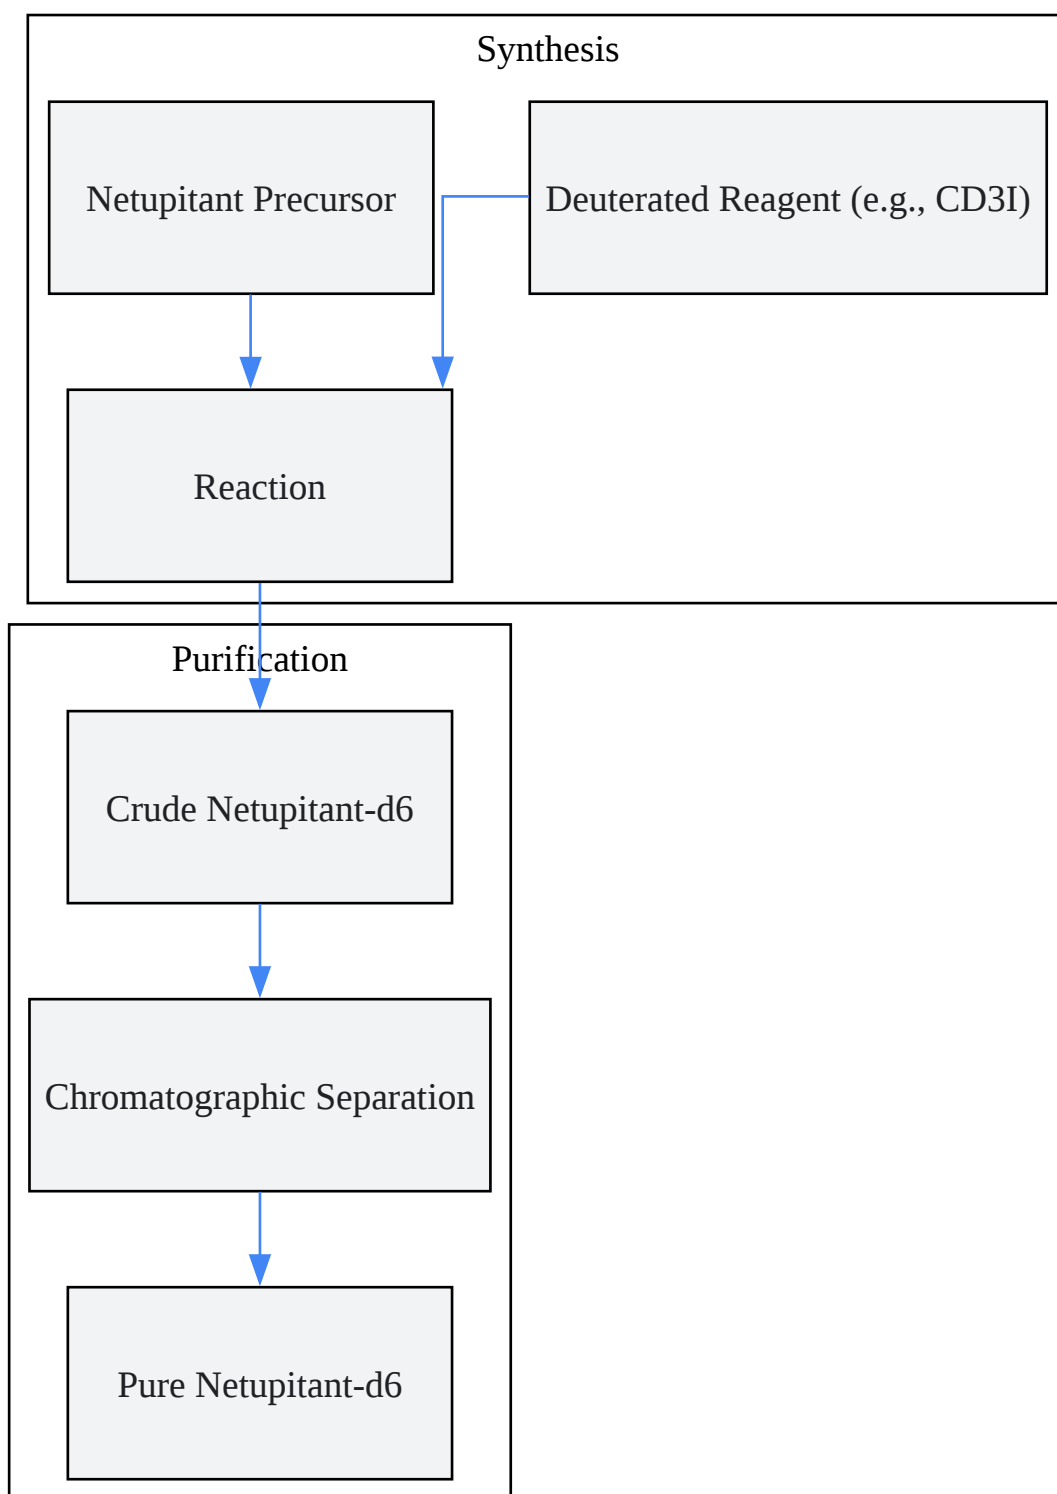 Synthesis
Netupitant Precursor
Deuterated Reagent (e.g., CD3I)
Reaction
Purification
Crude Netupitant-d6
Chromatographic Separation
Pure Netupitant-d6